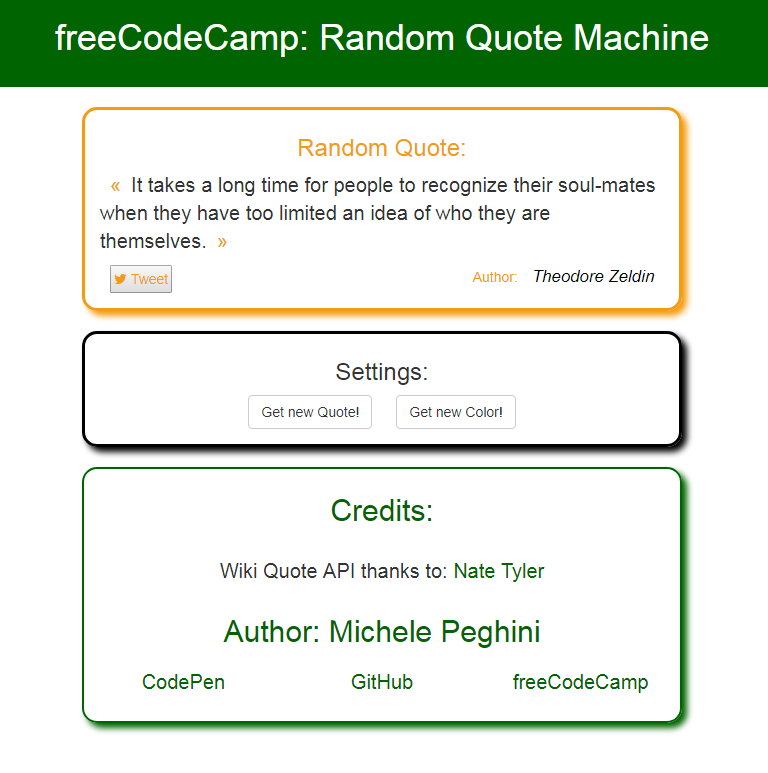 freeCodeCamp: Random Quote Machine
Random Quote:
« It takes a long time for people to recognize their soul-mates
when they have too limited an idea of who they are
themselves. »
Tweet
Author: Theodore Zeldin
Settings:
Get new Quote! Get new Color!
Credits:
Wiki Quote API thanks to: Nate Tyler
Author: Michele Peghini
CodePen GitHub freeCodeCamp